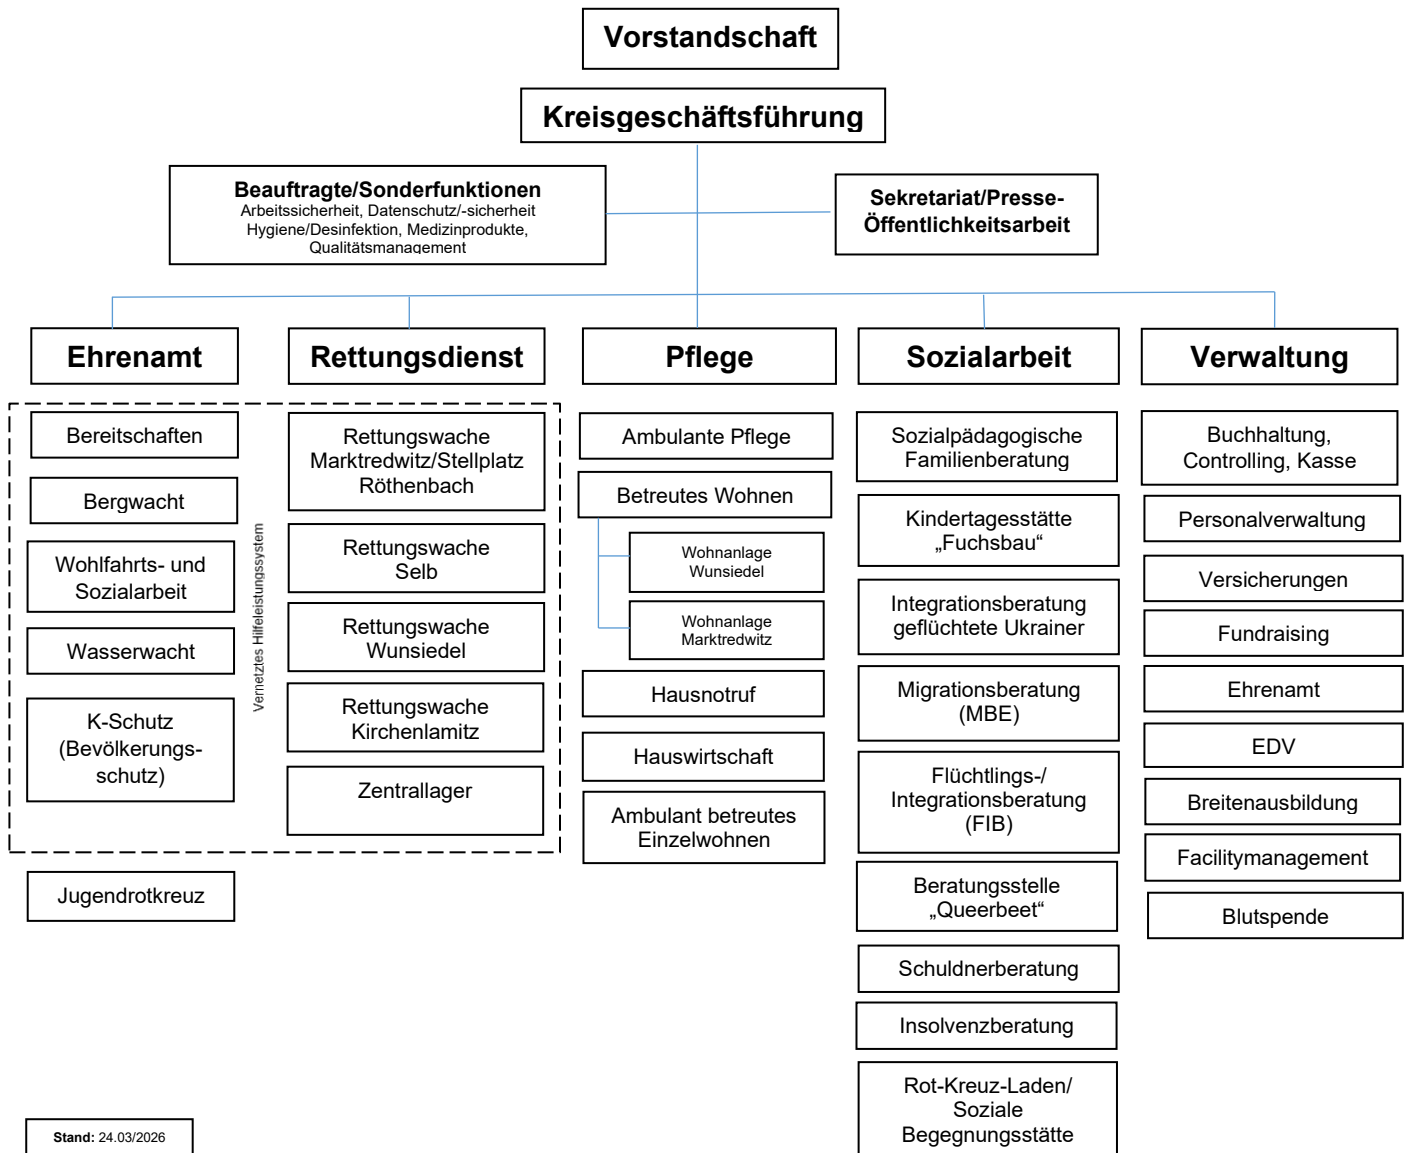 Vorstandschaft
Kreisgeschäftsführung
Beauftragte/Sonderfunktionen
Arbeitssicherheit, Datenschutz/-sicherheit
Hygiene/Desinfektion, Medizinprodukte,
Qualitätsmanagement
Sekretariat/Presse-
Öffentlichkeitsarbeit
Ehrenamt
Bereitschaften
Bergwacht
Wohlfahrts- und
Sozialarbeit
Wasserwacht
K-Schutz
(Bevölkerungs-
schutz)
Jugendrotkreuz
Vernetztes Hilfeleistungssystem
Rettungsdienst
Rettungswache
Marktredwitz/Stellplatz
Röthenbach
Rettungswache
Selb
Rettungswache
Wunsiedel
Rettungswache
Kirchenlamitz
Zentrallager
Pflege
Ambulante Pflege
Betreutes Wohnen
Wohnanlage
Wunsiedel
Wohnanlage
Marktredwitz
Hausnotruf
Hauswirtschaft
Ambulant betreutes
Einzelwohnen
Sozialarbeit
Sozialpädagogische
Familienberatung
Kindertagesstätte
„Fuchsbau“
Integrationsberatung
geflüchtete Ukrainer
Migrationsberatung
(MBE)
Flüchtlings-/
Integrationsberatung
(FIB)
Beratungsstelle
„Queerbeet“
Schuldnerberatung
Insolvenzberatung
Rot-Kreuz-Laden/
Soziale
Begegnungsstätte
Verwaltung
Buchhaltung,
Controlling, Kasse
Personalverwaltung
Versicherungen
Fundraising
Ehrenamt
EDV
Breitenausbildung
Facilitymanagement
Blutspende
Stand: 24.03/2026